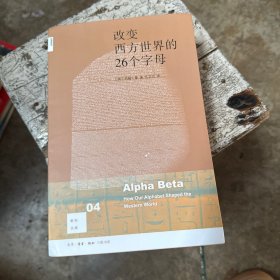 改变
西方世界的
26个字母
Alpha Beta
How Our Alphabet Shaped the
Western World
04